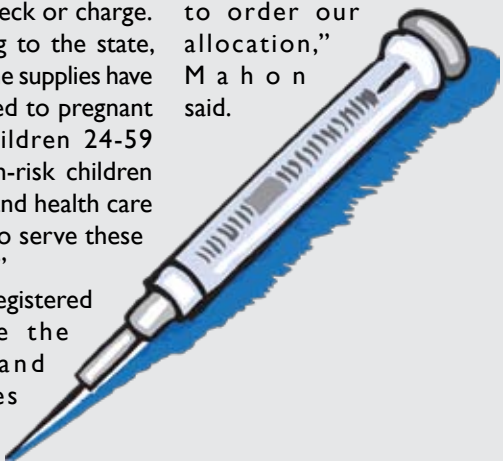 eck or charge.
g to the state,
e supplies have
ed to pregnant
ildren 24-59
n-risk children
nd health care
o serve these
”
egistered
e the
and
es
to order our
allocation,”
Mahon
said.